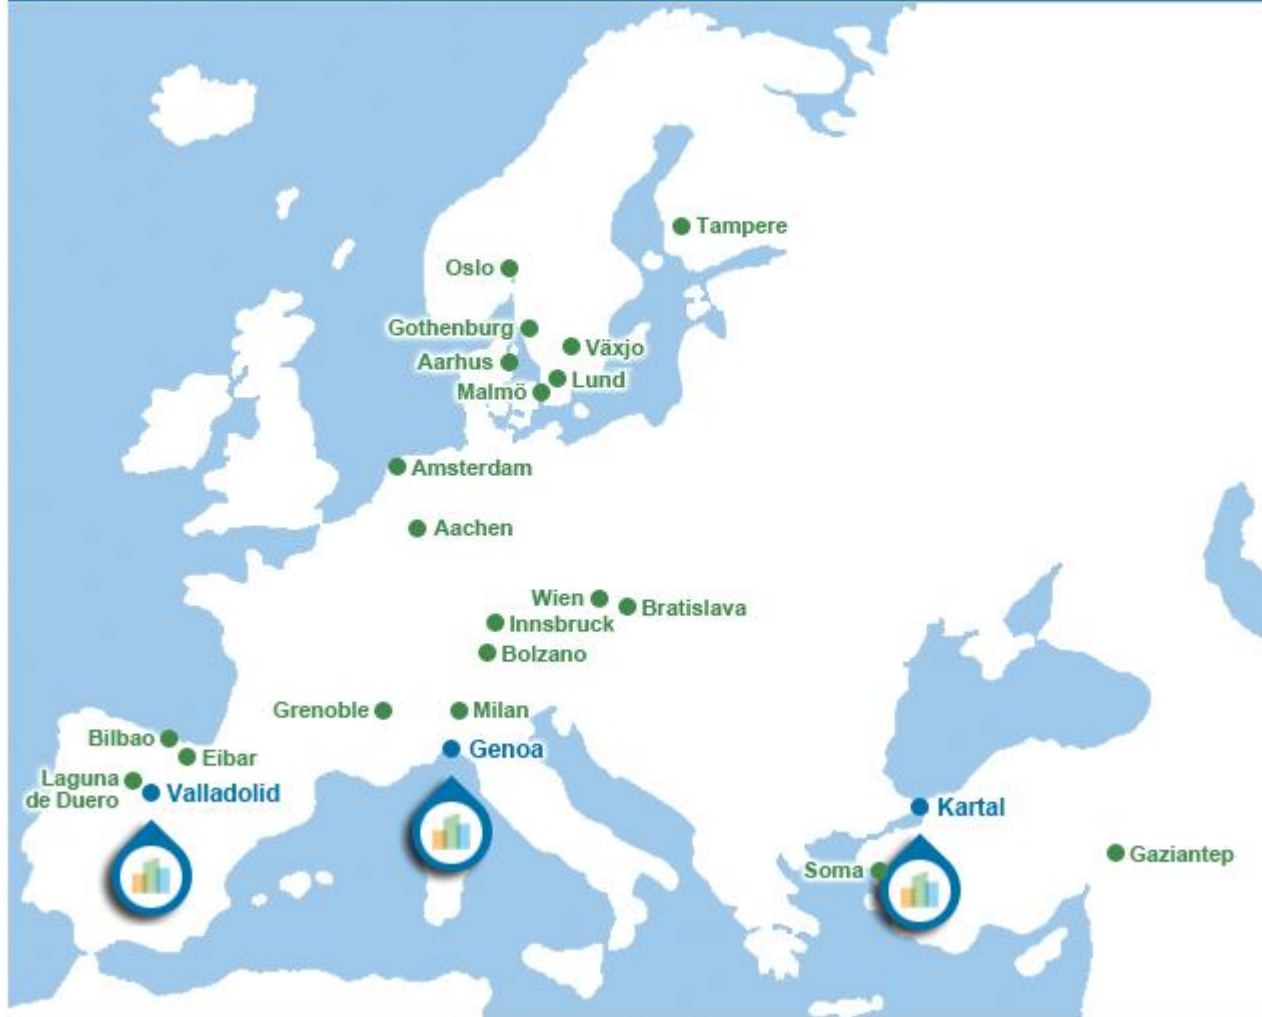 Tampere
Oslo
Gothenburg
Växjo
Aarhus
Lund
Malmö
Amsterdam
Aachen
Wien
Bratislava
Innsbruck
Bolzano
Grenoble
Milan
Bilbao
Genoa
Eibar
Laguna
de Duero
Valladolid
Kartal
Gaziantep
Soma